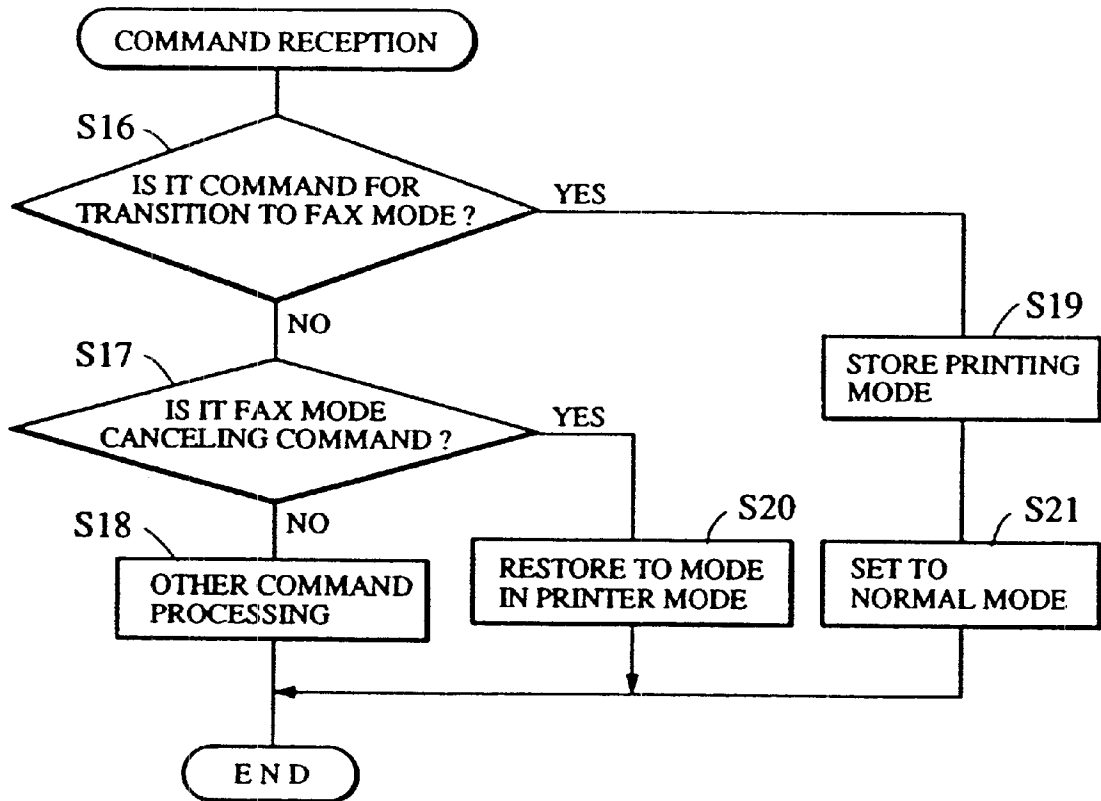 COMMAND RECEPTION
S16
IS IT COMMAND FOR
TRANSITION TO FAX MODE ?
YES
NO
S19
STORE PRINTING
MODE
S17
IS IT FAX MODE
CANCELING COMMAND ?
YES
NO
S18
OTHER COMMAND
PROCESSING
S20
RESTORE TO MODE
IN PRINTER MODE
S21
SET TO
NORMAL MODE
END